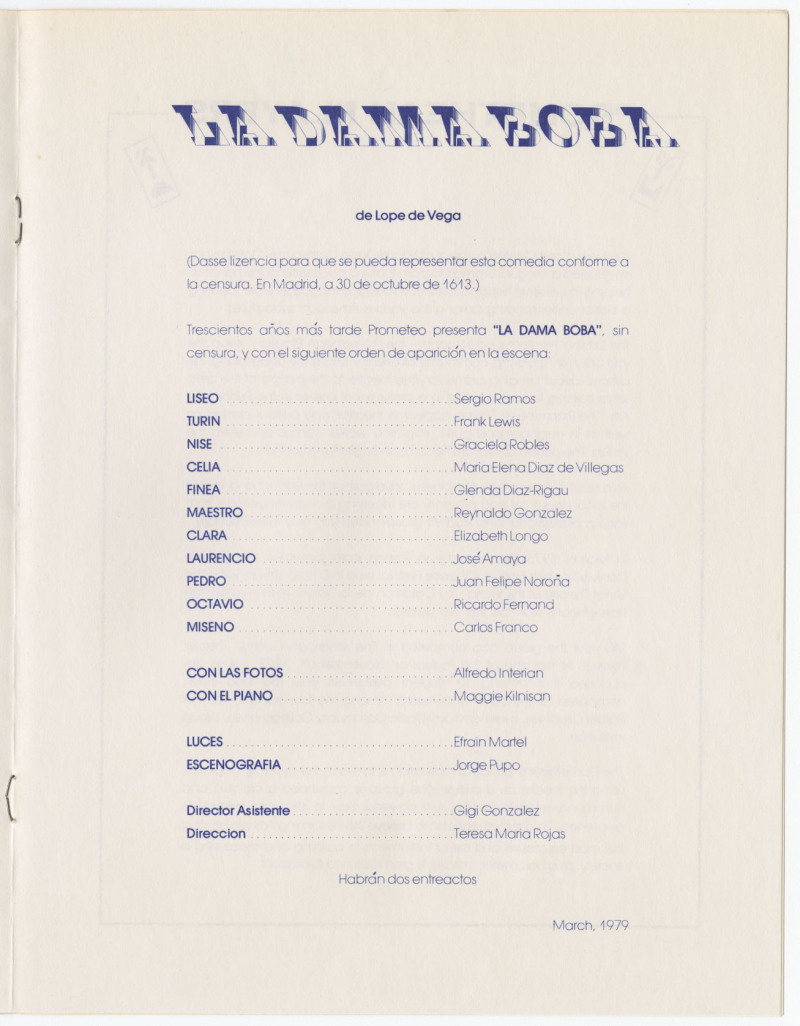 LA DAMA BOBA
de Lope de Vega
(Dasse lizencia para que se pueda representar esta comedia conforme a
la censura. En Madrid, a 30 de octubre de 1613.)
Trescientos años más tarde Prometeo presenta "LA DAMA BOBA", sin
censura, y con el siguiente orden de aparición en la escena:
LISEO ............................ Sergio Ramos
TURIN ............................ Frank Lewis
NISE ............................ Graciela Robles
CELIA ............................ Maria Elena Diaz de Villegas
FINEA ............................ Glenda Diaz-Rigau
MAESTRO ............................ Reynaldo Gonzalez
CLARA ............................ Elizabeth Longo
LAURENCIO ............................ José Amaya
PEDRO ............................ Juan Felipe Noroña
OCTAVIO ............................ Ricardo Fernand
MISENO ............................ Carlos Franco
CON LAS FOTOS ............................ Alfredo Interian
CON EL PIANO ............................ Maggie Kilnisan
LUCES ............................ Efrain Martel
ESCENOGRAFIA ............................ Jorge Pupo
Director Asistente ............................ Gigi Gonzalez
Direccion ............................ Teresa Maria Rojas
Habrán dos entreactos
March, 1979